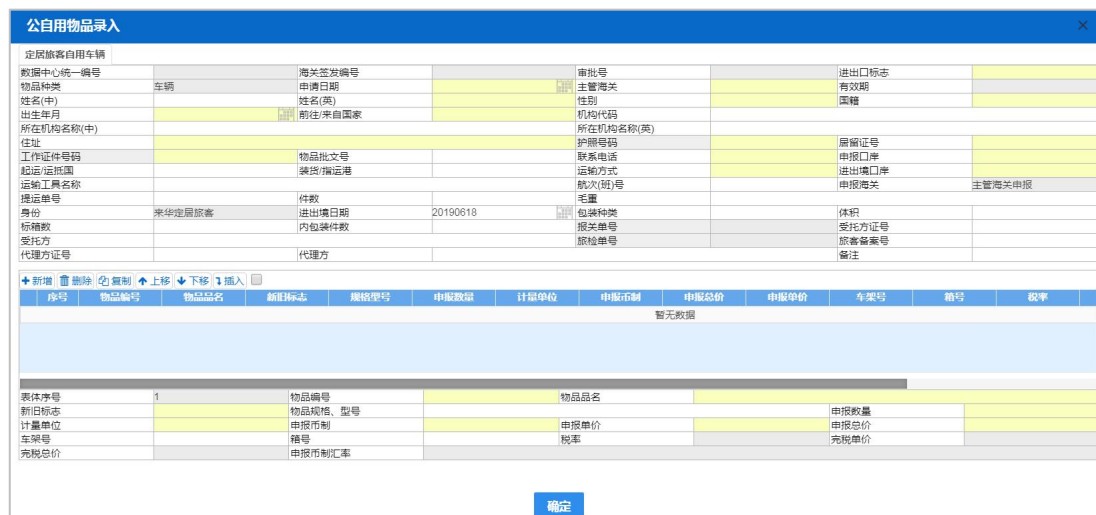 公自用物品录入
定居旅客自用车辆
数据中心统一编号 海关签发编号 审批号 进出口标志
物品种类 车辆 申请日期 主管海关 有效期
姓名(中) 姓名(英) 性别 国籍
出生年月 前往/来自国家 机构代码
所在机构名称(中) 所在机构名称(英)
住址 护照号码 居留证号
工作证件号码 物品批文号 联系电话 申报口岸
起运/运抵国 装货/指运港 运输方式 进出境口岸
运输工具名称 航次(班)号 申报海关 主管海关申报
提运单号 件数 毛重
身份 来华定居旅客 进出境日期 20190618 包装种类 体积
标箱数 内包装件数 报关单号 受托方证号
受托方 旅检单号 旅客备案号
代理方证号 代理方 备注
新增 删除 复制 上移 下移 插入
序号 物品编号 物品品名 新旧标志 规格型号 申报数量 计量单位 申报币制 申报总价 申报单价 车架号 箱号 税率
暂无数据
表体序号 1 物品编号 物品品名
新旧标志 物品规格、型号 申报数量
计量单位 申报币制 申报单价 申报总价
车架号 箱号 税率 完税单价
完税总价 申报币制汇率
确定